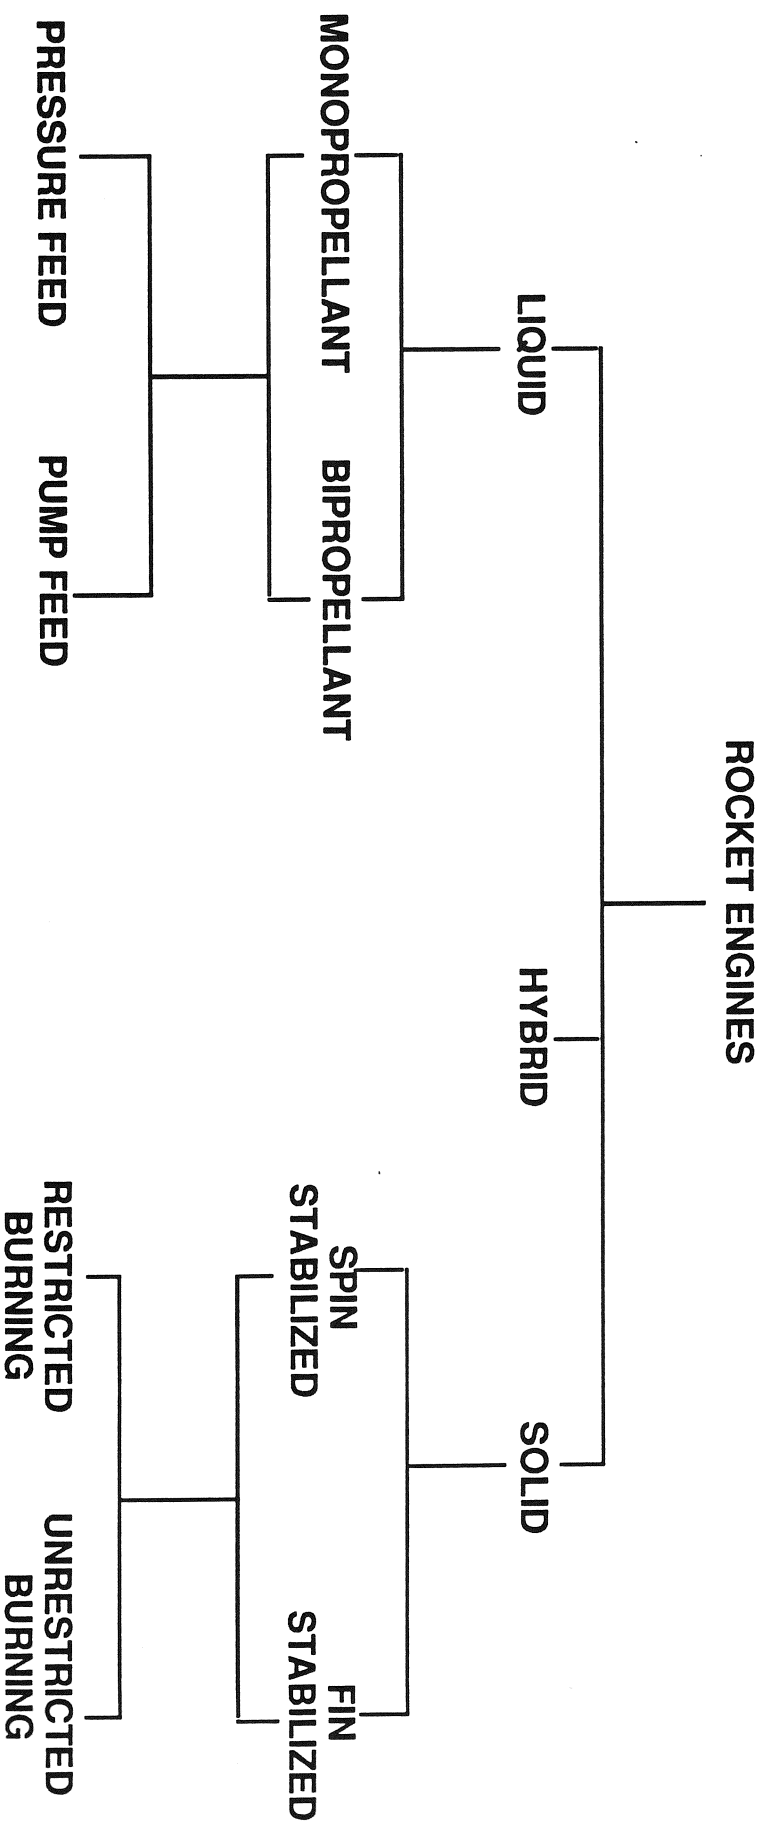 ROCKET ENGINES
LIQUID
HYBRID
SOLID
MONOPROPELLANT
BIPROPELLANT
SPIN
STABILIZED
FIN
STABILIZED
PRESSURE FEED
PUMP FEED
RESTRICTED
BURNING
UNRESTRICTED
BURNING